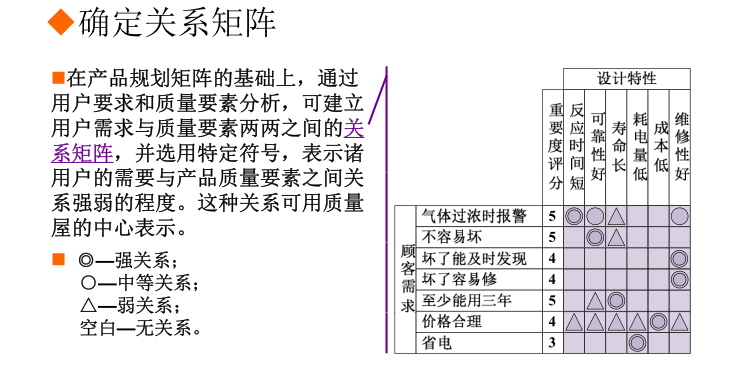 ◆确定关系矩阵
■在产品规划矩阵的基础上，通过
用户要求和质量要素分析，可建立
用户需求与质量要素两两之间的关
系矩阵，并选用特定符号，表示诸
用户的需要与产品质量要素之间关
系强弱的程度。这种关系可用质量
屋的中心表示。
■ ◎—强关系；
○—中等关系；
△—弱关系；
空白—无关系。
设计特性
重要度评分 反应时间短 可靠性好 寿命长 耗电量低 成本低 维修性好
顾客需求
气体过浓时报警 5 ◎ ○ △ ○
不容易坏 5 ◎ △
坏了能及时发现 4 ◎
坏了容易修 4 ◎
至少能用三年 5 △ ◎
价格合理 4 △ △ △ △ ◎ △
省电 3 ◎